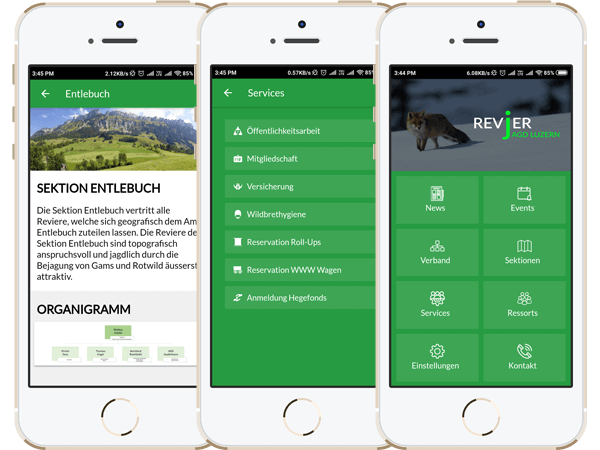 3:45 PM 2.12KB/s 85%
Entlebuch
SEKTION ENTLEBUCH
Die Sektion Entlebuch vertritt alle
Reviere, welche sich geografisch dem Am
Entlebuch zuteilen lassen. Die Reviere de
Sektion Entlebuch sind topografisch
anspruchsvoll und jagdlich durch die
Bejagung von Gams und Rotwild äusserst
attraktiv.
ORGANIGRAMM
3:45 PM 0.57KB/s 85%
Services
Öffentlichkeitsarbeit
Mitgliedschaft
Versicherung
Wildbrethygiene
Reservation Roll-Ups
Reservation WWW Wagen
Anmeldung Hegefonds
3:44 PM 6.08KB/s 85%
REVjER
JAGD LUZERN
News
Events
Verband
Sektionen
Services
Ressorts
Einstellungen
Kontakt